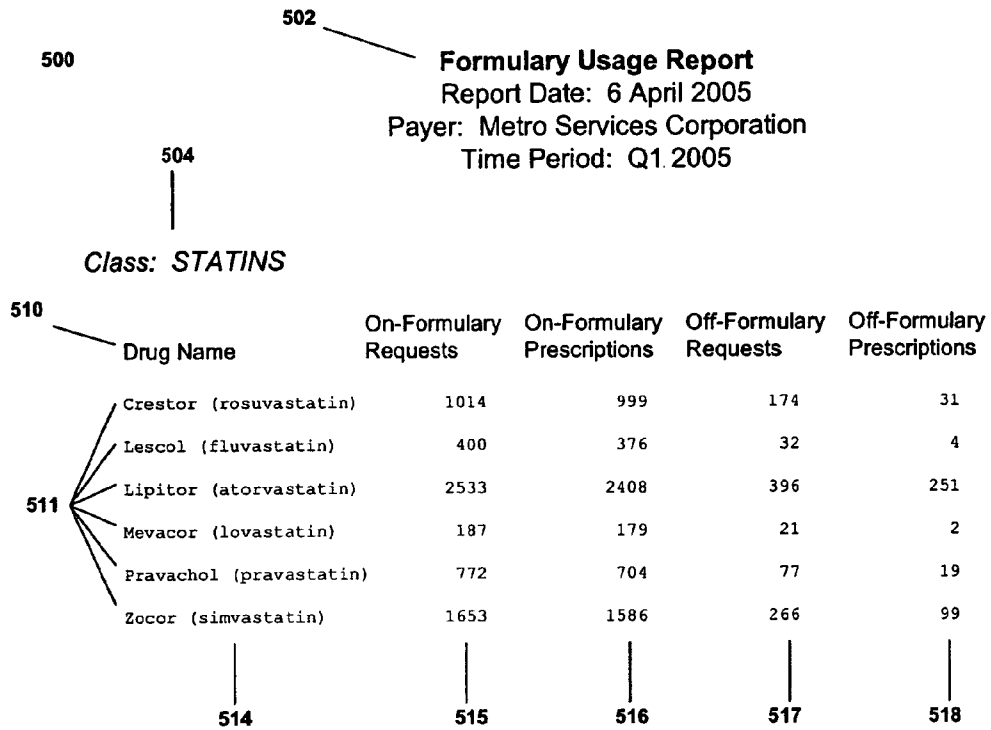 502
500
Formulary Usage Report
Report Date: 6 April 2005
Payer: Metro Services Corporation
Time Period: Q1 2005
504
Class: STATINS
510
Drug Name On-Formulary Requests On-Formulary Prescriptions Off-Formulary Requests Off-Formulary Prescriptions
Crestor (rosuvastatin) 1014 999 174 31
Lescol (fluvastatin) 400 376 32 4
511
Lipitor (atorvastatin) 2533 2408 396 251
Mevacor (lovastatin) 187 179 21 2
Pravachol (pravastatin) 772 704 77 19
Zocor (simvastatin) 1653 1586 266 99
514 515 516 517 518